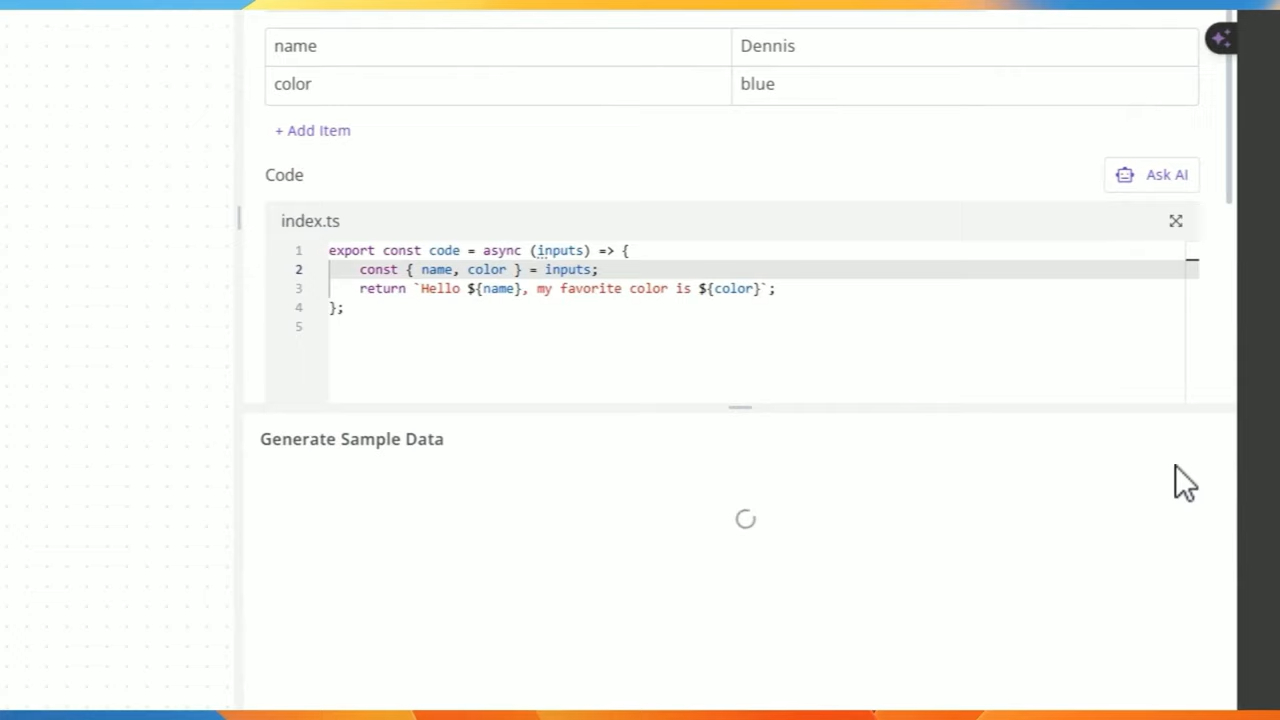 name Dennis
color blue
+ Add Item
Code Ask AI
index.ts
1 export const code = async (inputs) => {
2 const { name, color } = inputs;
3 return `Hello ${name}, my favorite color is ${color}`;
4 };
5
Generate Sample Data